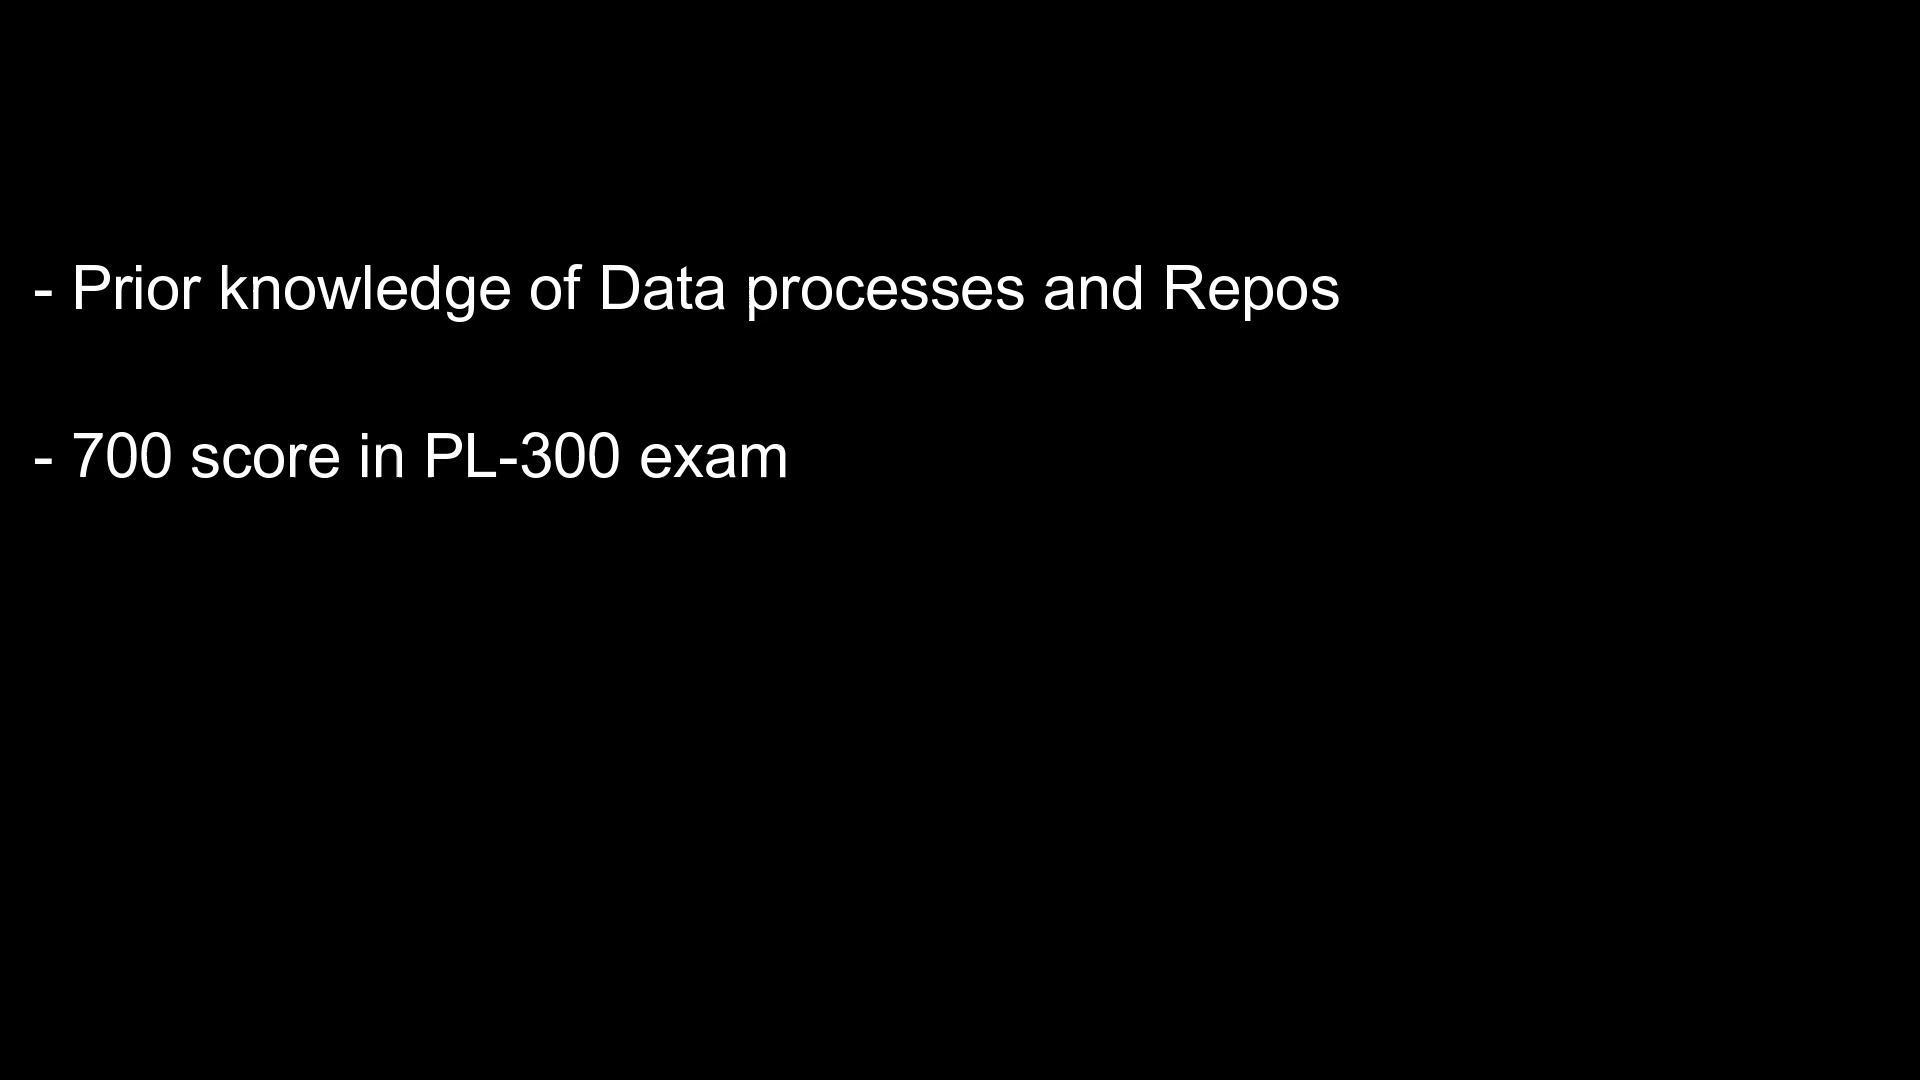 - Prior knowledge of Data processes and Repos
- 700 score in PL-300 exam